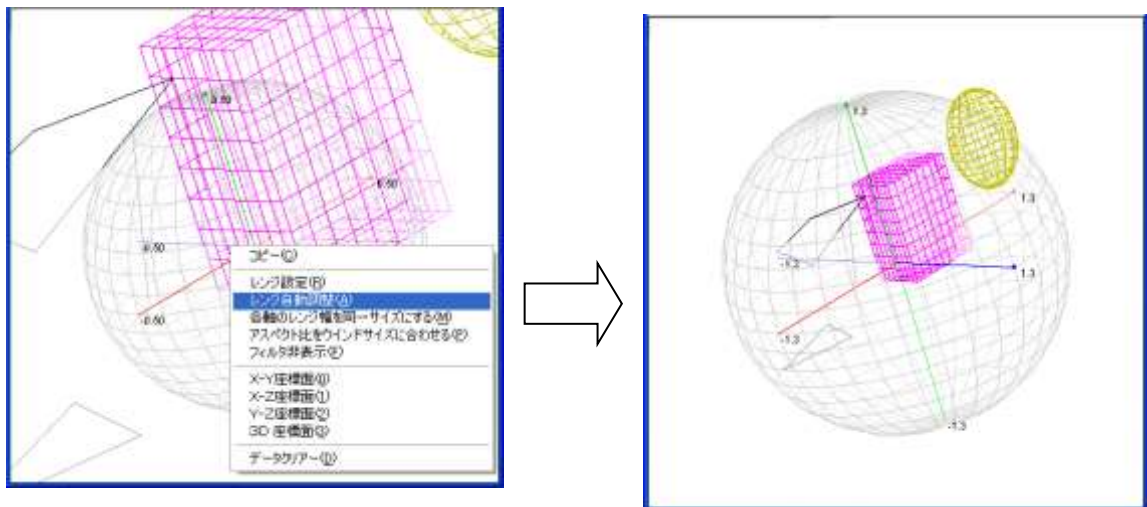 0.50
0.50
-0.50
-0.50
コピー(C)
レンジ設定(R)
レンジ自動調整(A)
各軸のレンジ幅を同一サイズにする(M)
アスペクト比をウインドサイズに合わせる(P)
フィルタ非表示(F)
X-Y座標面(0)
X-Z座標面(1)
Y-Z座標面(2)
3D 座標面(3)
データクリアー(D)
1.3
1.3
-1.3
1.3
-1.3
-1.3